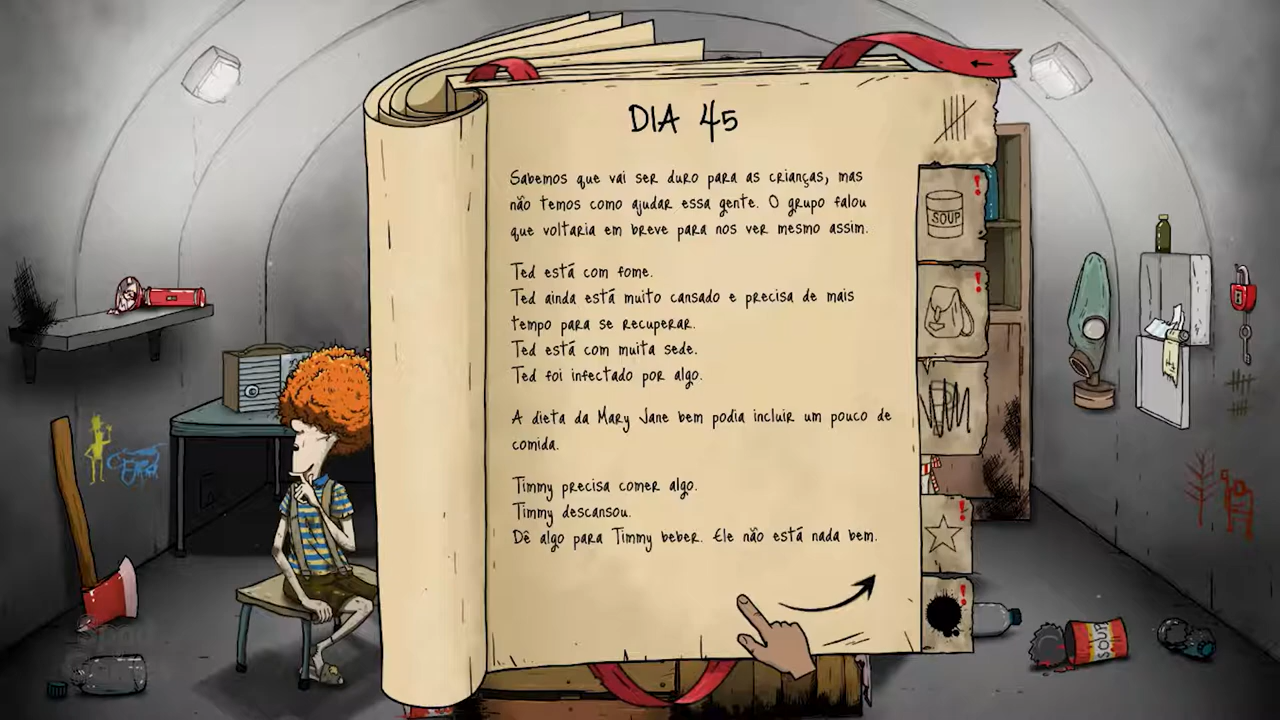 DIA 45
Sabemos que vai ser duro para as crianças, mas
não temos como ajudar essa gente. O grupo falou
que voltaria em breve para nos ver mesmo assim.
Ted está com fome.
Ted ainda está muito cansado e precisa de mais
tempo para se recuperar.
Ted está com muita sede.
Ted foi infectado por algo.
A dieta da Mary Jane bem podia incluir um pouco de
comida.
Timmy precisa comer algo.
Timmy descansou.
Dê algo para Timmy beber. Ele não está nada bem.
SOUP
!
!
!
!
SOUP